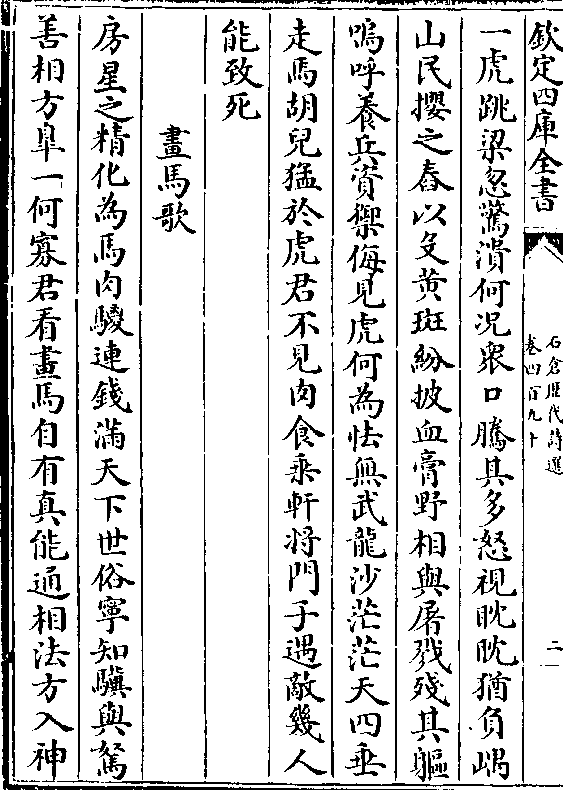 欽定四庫全書
石倉歷代詩選
卷四百九十
二
一虎跳梁忽驚潰何况衆口騰其多怒視眈眈猶負嵎
山民攖之舂以殳黄斑紛披血膏野相與屠戮殘其軀
嗚呼養兵資禦侮見虎何為怯無武龍沙茫茫天四垂
走馬胡兒猛於虎君不見肉食乘軒将門子遇敵幾人
能致死
畫馬歌
房星之精化為馬肉騣連錢滿天下世俗寧知驥與駑
善相方臯一何寡君看畫馬自有真能通相法方入神